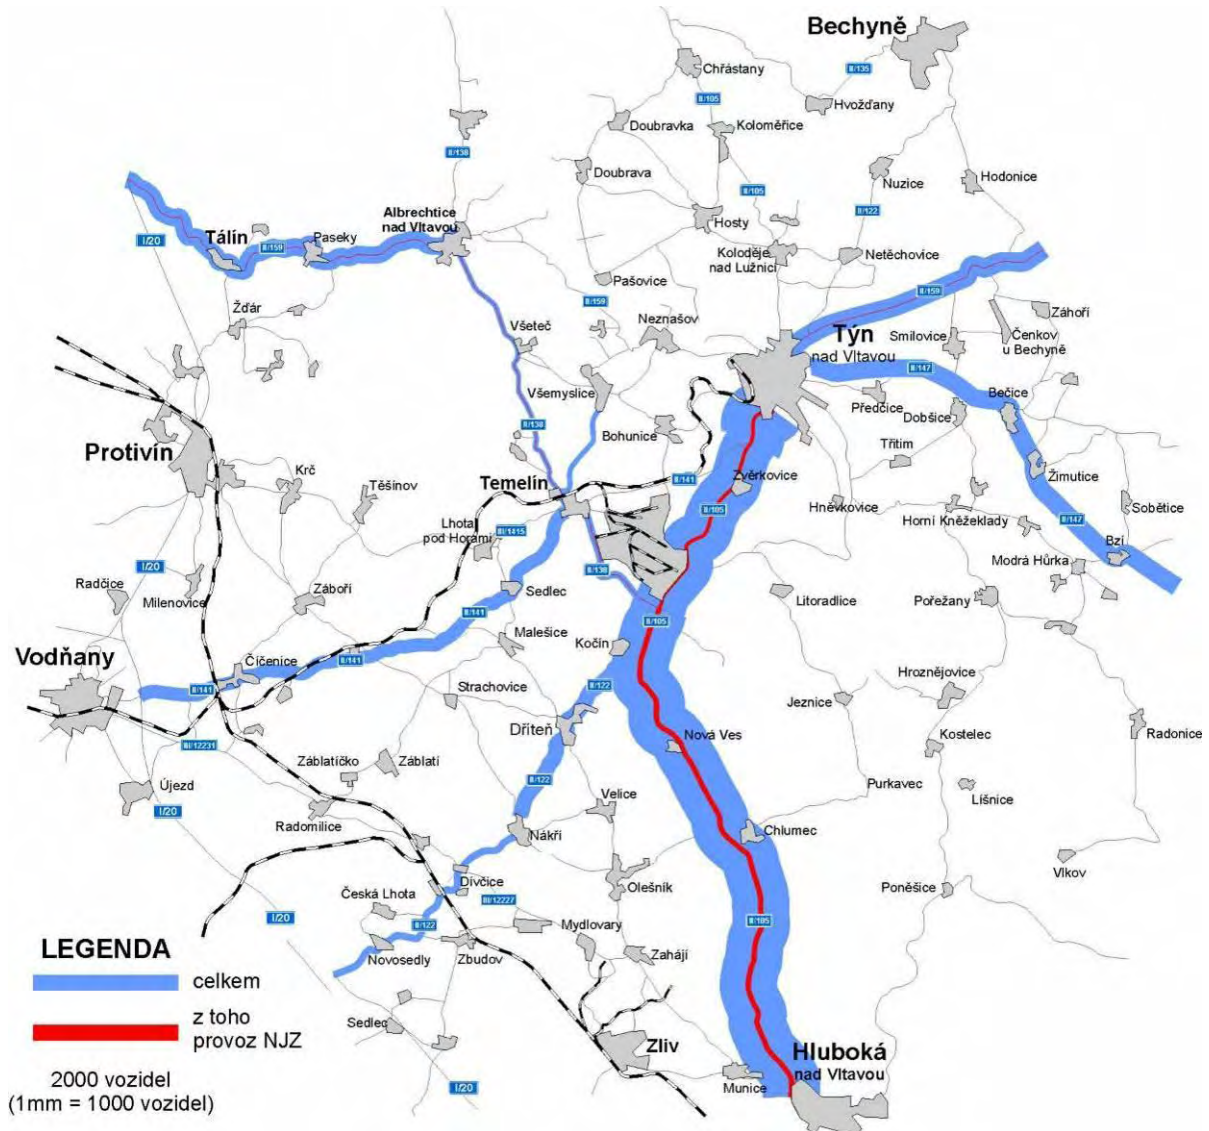 Bechyně
Chřástany
II/135
Hvožďany
II/105
Doubravka
Koloměřice
II/138
Doubrava
Nuzice
Hodonice
II/105
II/122
Albrechtice
nad Vltavou
Hosty
I/20
Tálín
II/159
Paseky
Koloděje
nad Lužnicí
Netěchovice
Pašovice
II/159
II/159
Žďár
Všeteč
Neznašov
Týn
nad Vltavou
Smilovice
Záhoří
Čenkov
u Bechyně
II/147
Všemyslice
Předčice
Bečice
Dobšice
II/138
Bohunice
Třitim
Protivín
Krč
Těšínov
Temelín
II/141
Zvěrkovice
Žimutice
Hněvkovice
II/105
Horní Kněžeklady
Sobětice
Lhota
pod Horami
II/1415
II/147
Bzí
I/20
Modrá Hůrka
II/138
Radčice
Milenovice
Záboří
Sedlec
Litoradlice
Pořežany
II/141
II/105
Malešice
Kočín
Vodňany
Číčenice
II/141
II/141
II/122
Hroznějovice
Strachovice
Jeznice
Dříteň
Nová Ves
Kostelec
Radonice
III/12231
Záblatíčko
Záblatí
II/122
Újezd
Purkavec
Líšnice
I/20
Radomilice
Velice
Nákří
Chlumec
Vlkov
Olešník
Dívčice
Poněšice
Česká Lhota
III/12227
I/20
II/122
Mydlovary
II/105
LEGENDA
Novosedly
Zbudov
Zahájí
celkem
z toho
provoz NJZ
Sedlec
Zliv
Hluboká
nad Vltavou
2000 vozidel
(1mm = 1000 vozidel)
I/20
Munice